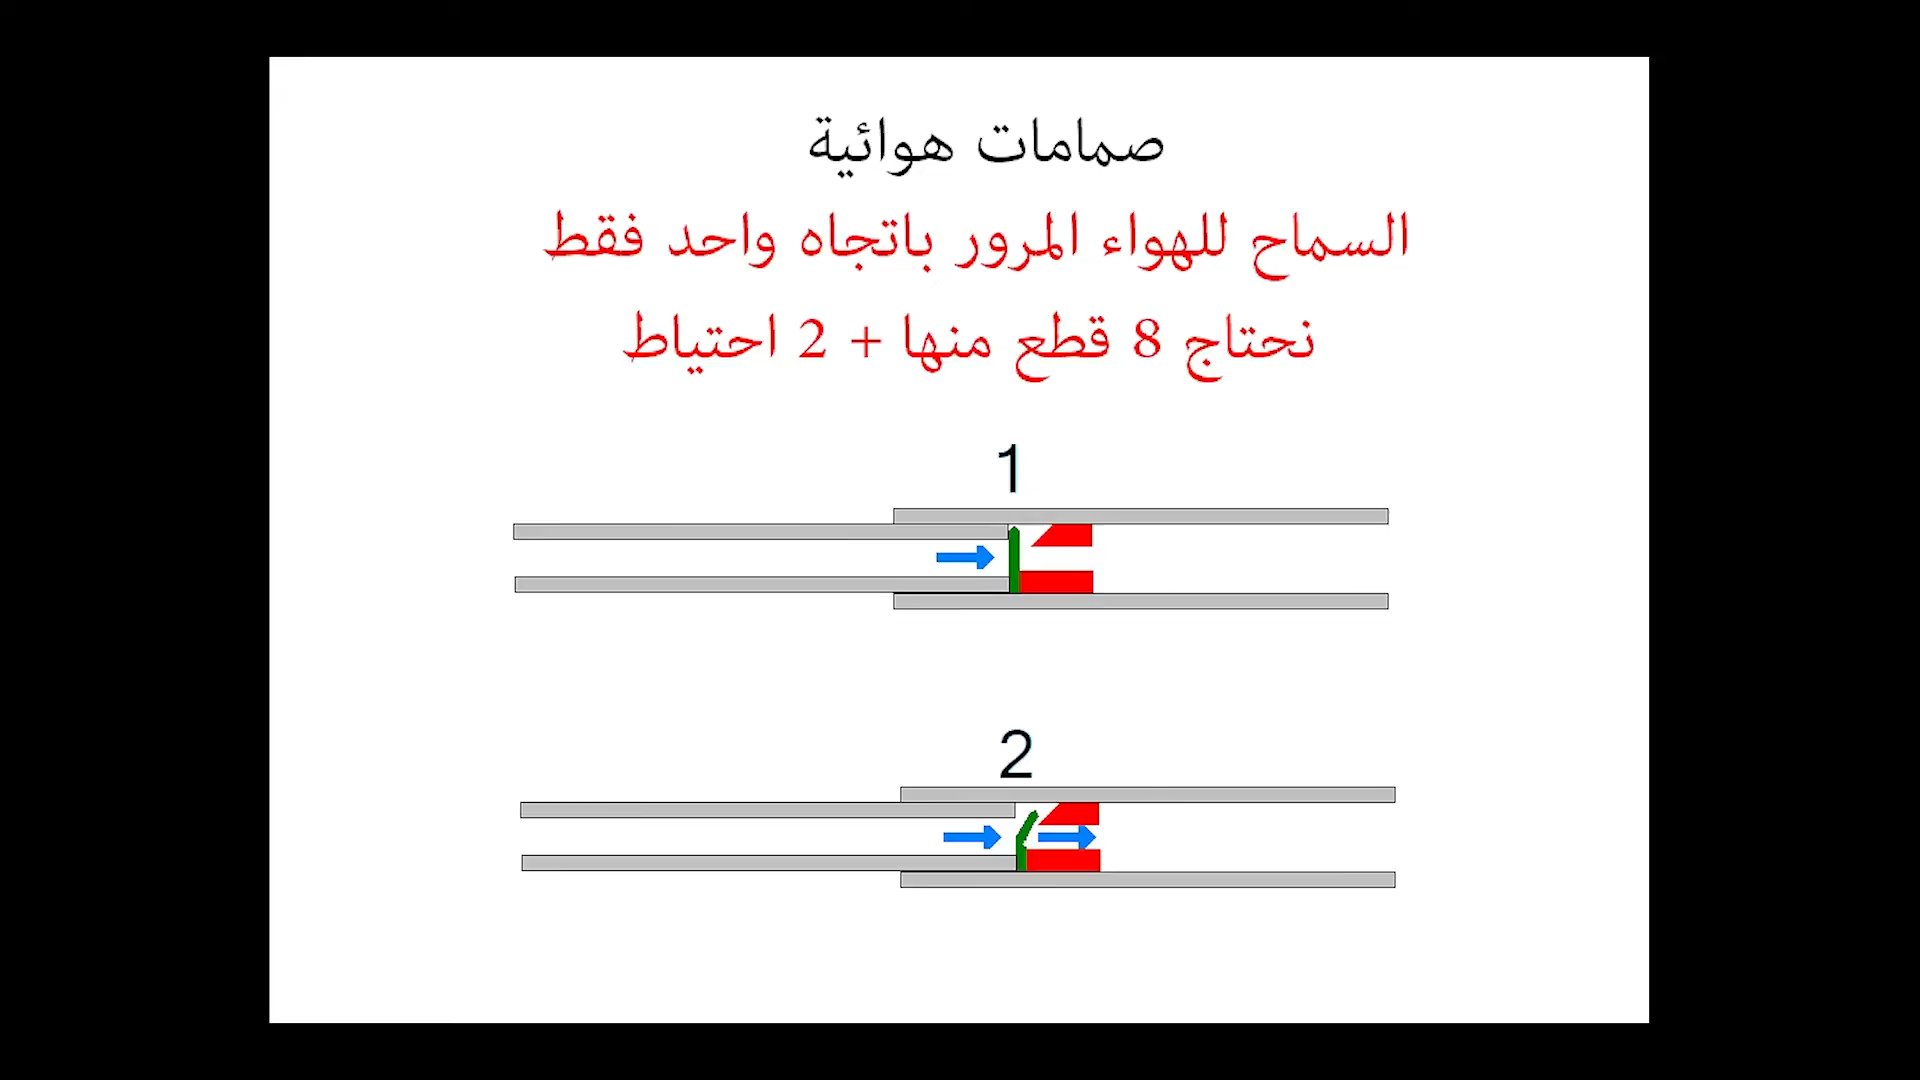 صمامات هوائية
السماح للهواء المرور باتجاه واحد فقط
نحتاج 8 قطع منها + 2 احتياط
1
2